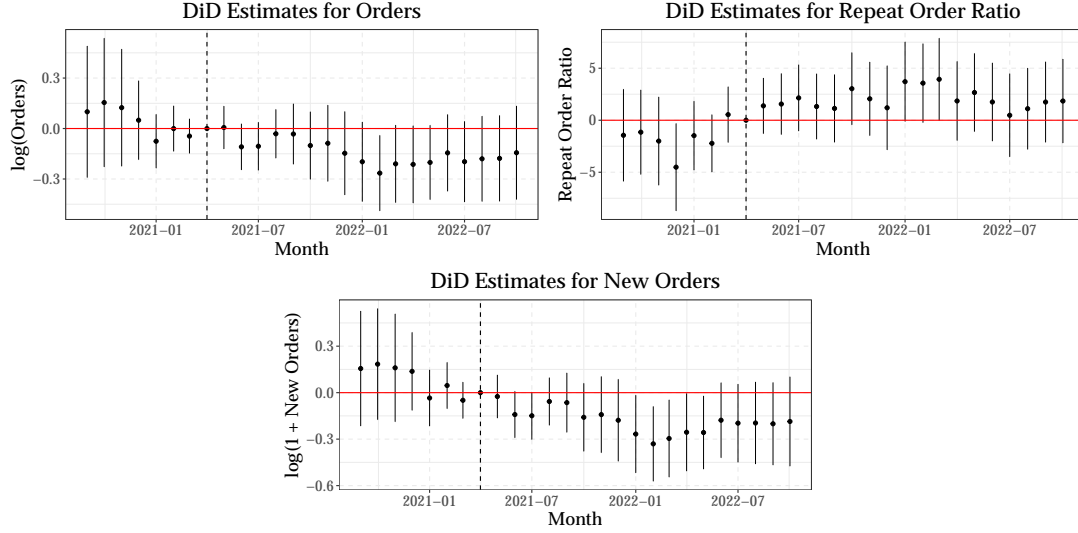 DiD Estimates for Orders
log(Orders)
0.3
0.0
−0.3
2021−01
2021−07
2022−01
2022−07
Month
DiD Estimates for Repeat Order Ratio
Repeat Order Ratio
5
0
−5
2021−01
2021−07
2022−01
2022−07
Month
DiD Estimates for New Orders
log(1 + New Orders)
0.3
0.0
−0.3
−0.6
2021−01
2021−07
2022−01
2022−07
Month